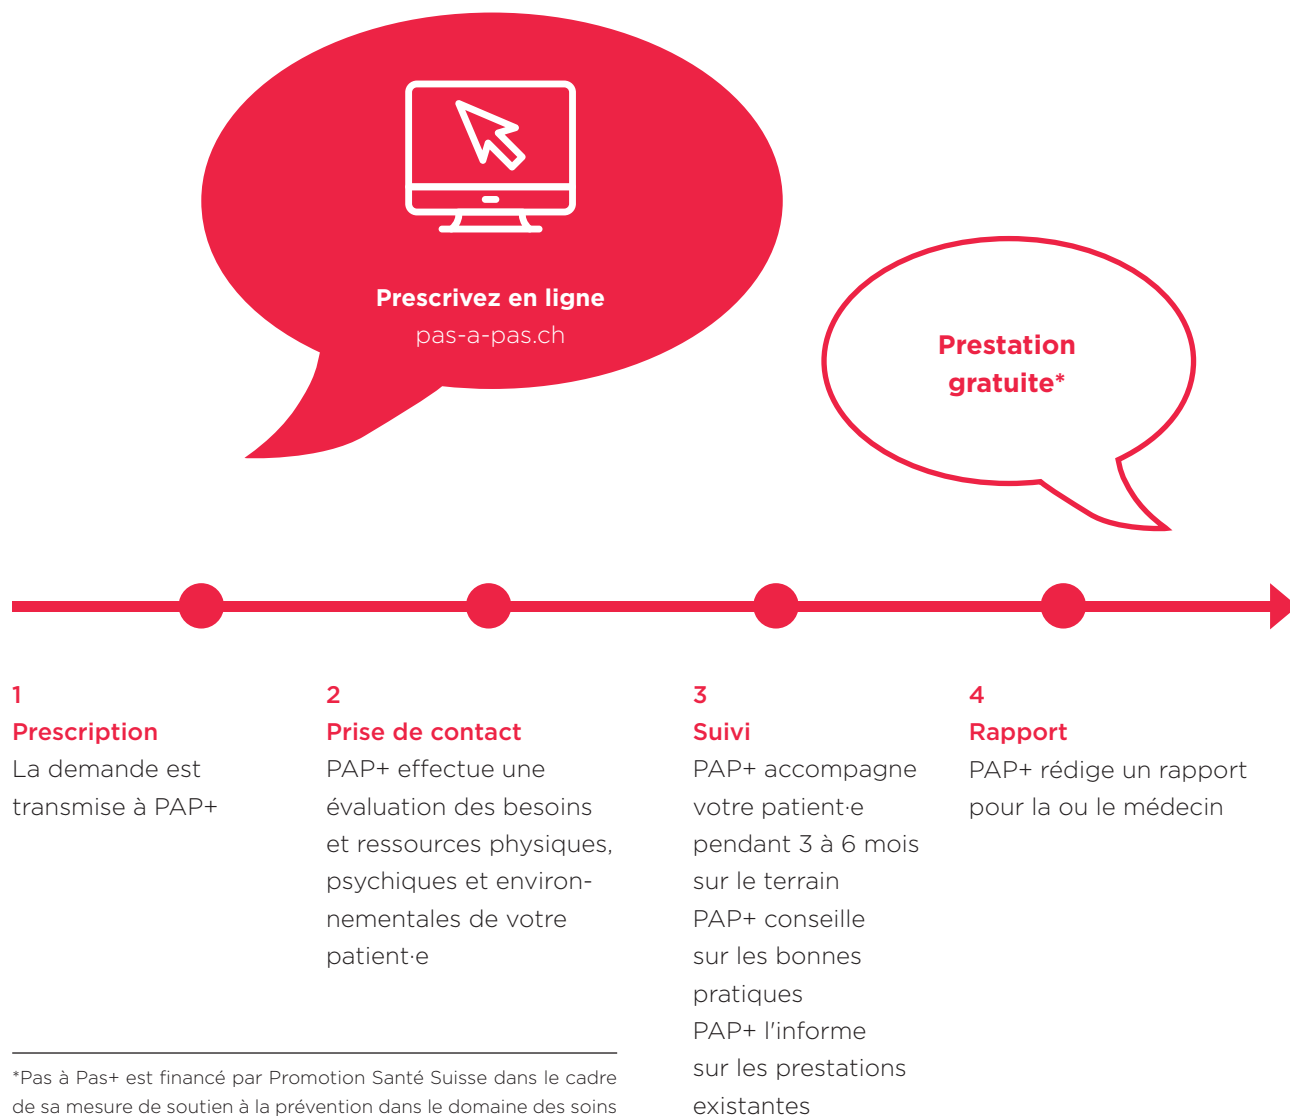 Prescrivez en ligne
pas-a-pas.ch
Prestation
gratuite*
1
Prescription
La demande est
transmise à PAP+
2
Prise de contact
PAP+ effectue une
évaluation des besoins
et ressources physiques,
psychiques et environ-
nementales de votre
patient·e
3
Suivi
PAP+ accompagne
votre patient·e
pendant 3 à 6 mois
sur le terrain
PAP+ conseille
sur les bonnes
pratiques
PAP+ l'informe
sur les prestations
existantes
4
Rapport
PAP+ rédige un rapport
pour la ou le médecin
*Pas à Pas+ est financé par Promotion Santé Suisse dans le cadre
de sa mesure de soutien à la prévention dans le domaine des soins